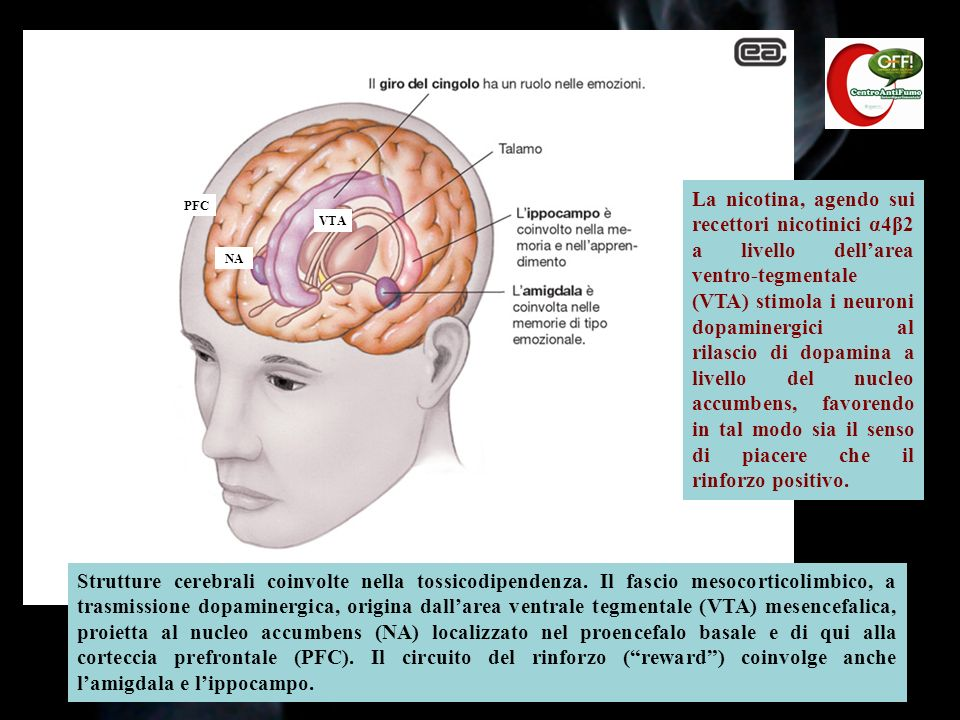 Il giro del cingolo ha un ruolo nelle emozioni.
OFF!
CentroAntiFumo
Talamo
PFC
VTA
NA
L'ippocampo è
coinvolto nella me-
moria e nell'appren-
dimento
L'amigdala è
coinvolta nelle
memorie di tipo
emozionale.
La nicotina, agendo sui
recettori nicotinici α4β2
a livello dell’area
ventro-tegmentale
(VTA) stimola i neuroni
dopaminergici al
rilascio di dopamina a
livello del nucleo
accumbens, favorendo
in tal modo sia il senso
di piacere che il
rinforzo positivo.
Strutture cerebrali coinvolte nella tossicodipendenza. Il fascio mesocorticolimbico, a
trasmissione dopaminergica, origina dall’area ventrale tegmentale (VTA) mesencefalica,
proietta al nucleo accumbens (NA) localizzato nel proencefalo basale e di qui alla
corteccia prefrontale (PFC). Il circuito del rinforzo (“reward”) coinvolge anche
l’amigdala e l’ippocampo.